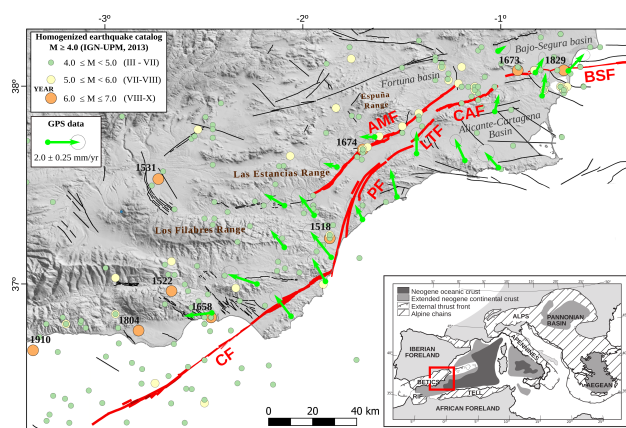 -3°
-2°
-1°
Homogenized earthquake catalog
M ≥ 4.0 (IGN-UPM, 2013)
4.0 ≤ M < 5.0 (III - VII)
5.0 ≤ M < 6.0 (VII-VIII)
YEAR
6.0 ≤ M ≤ 7.0 (VIII-X)
GPS data
2.0 ± 0.25 mm/yr
38°
37°
Bajo-Segura basin
1673
1829
BSF
Fortuna basin
Espuña
Range
AMF
CAF
LTF
Alicante-Cartagena
Basin
1674
1531
Las Estancias Range
PF
Los Filabres Range
1518
1522
1658
1804
1910
CF
0
20
40 km
Neogene oceanic crust
Extended neogene continental crust
External thrust front
Alpine chains
ALPS
PANNONIAN
BASIN
APENNINES
IBERIAN
FORELAND
BETICS
RIF
TELL
AEGEAN
AFRICAN FORELAND